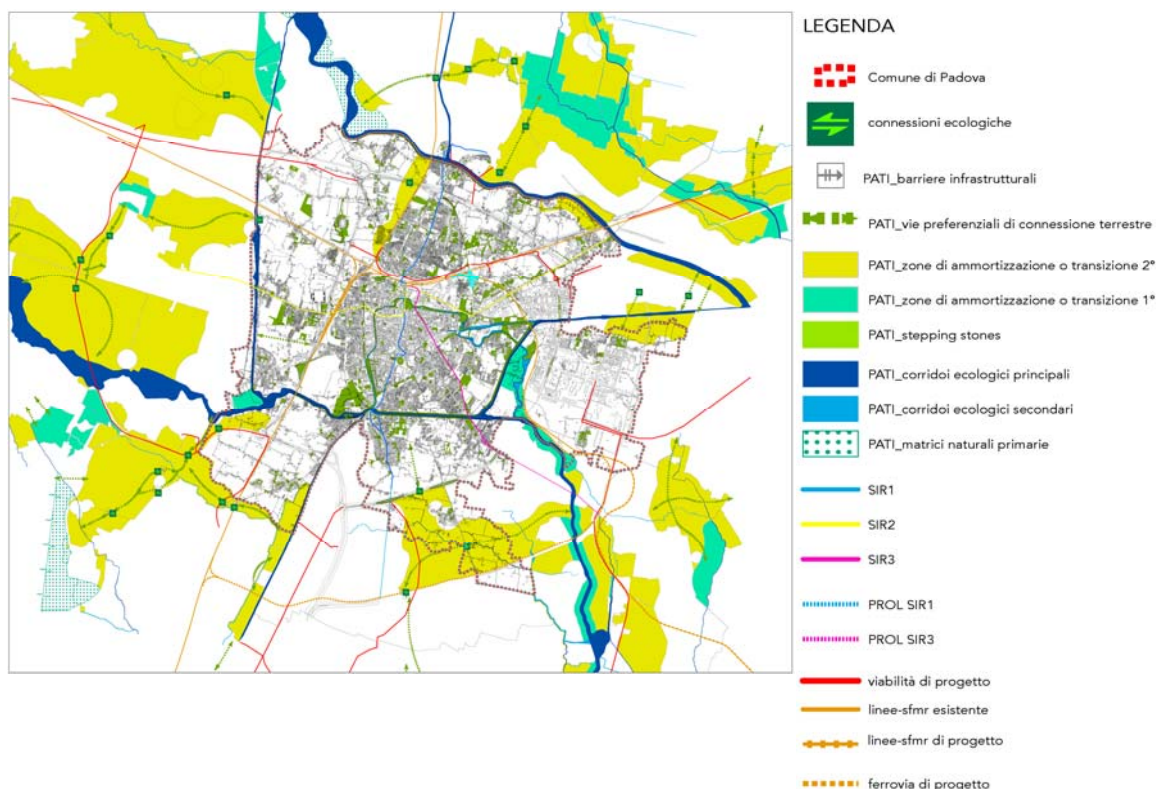 LEGENDA
Comune di Padova
connessioni ecologiche
PATI_barriere infrastrutturali
PATI_vie preferenziali di connessione terrestre
PATI_zone di ammortizzazione o transizione 2°
PATI_zone di ammortizzazione o transizione 1°
PATI_stepping stones
PATI_corridoi ecologici principali
PATI_corridoi ecologici secondari
PATI_matrici naturali primarie
SIR1
SIR2
SIR3
PROL SIR1
PROL SIR3
viabilità di progetto
linee-sfmr esistente
linee-sfmr di progetto
ferrovia di progetto